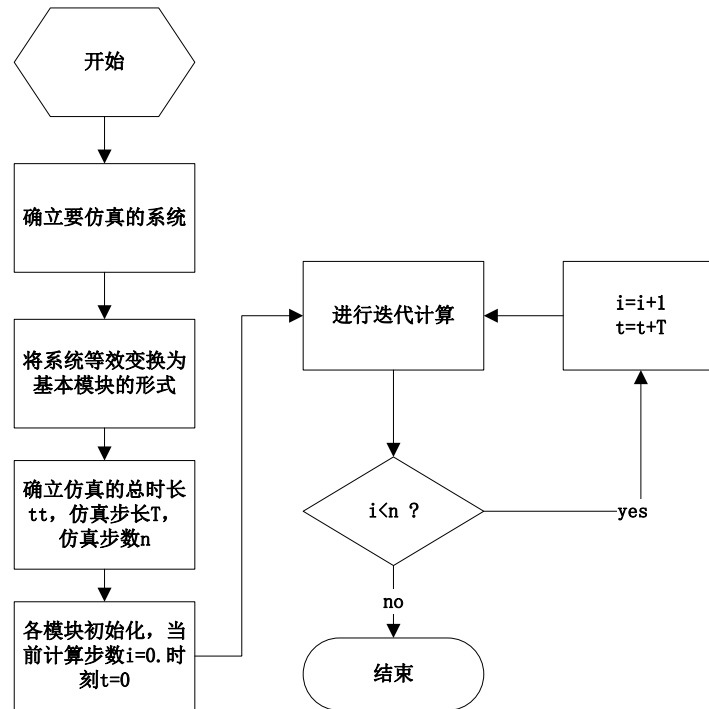 开始
确立要仿真的系统
将系统等效变换为
基本模块的形式
确立仿真的总时长
tt，仿真步长T，
仿真步数n
各模块初始化，当
前计算步数i=0.时
刻t=0
进行迭代计算
i=i+1
t=t+T
i<n ?
yes
no
结束